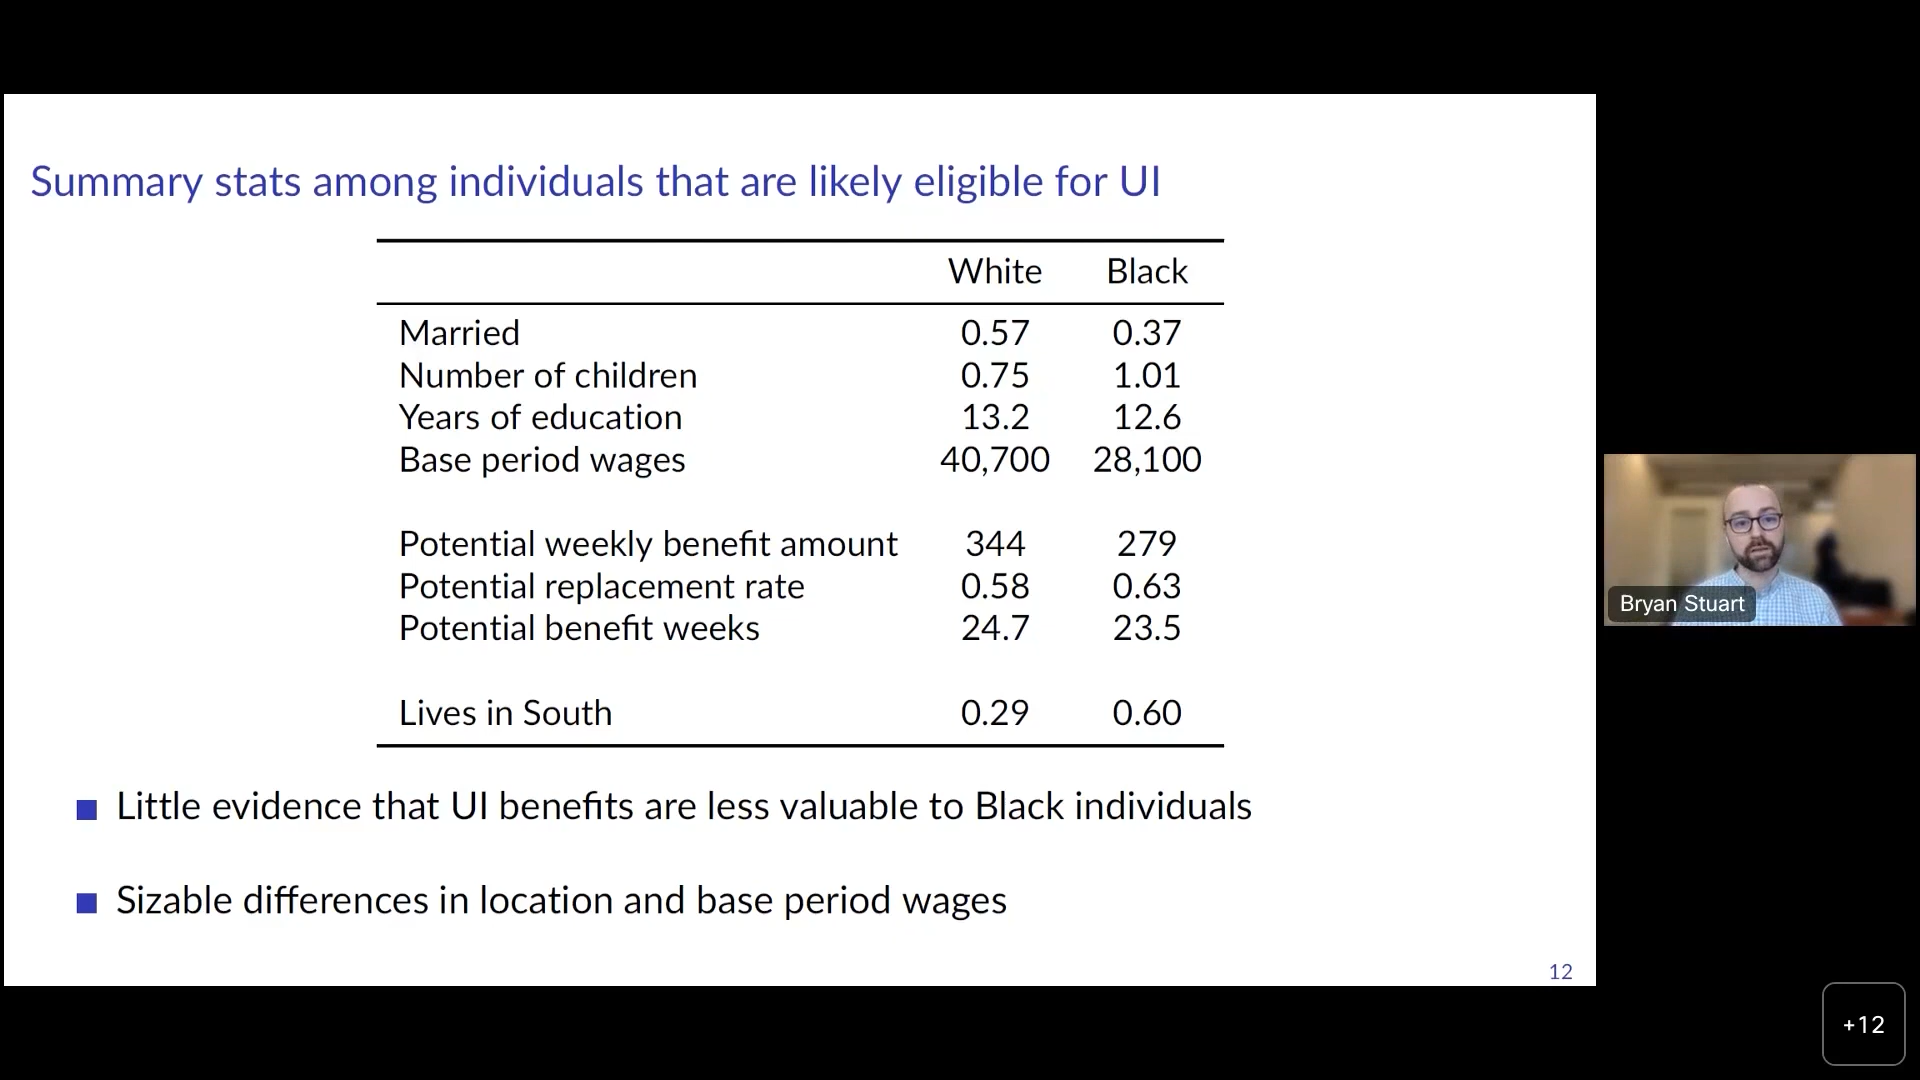 Summary stats among individuals that are likely eligible for UI
White Black
Married 0.57 0.37
Number of children 0.75 1.01
Years of education 13.2 12.6
Base period wages 40,700 28,100
Potential weekly benefit amount 344 279
Potential replacement rate 0.58 0.63
Potential benefit weeks 24.7 23.5
Lives in South 0.29 0.60
Little evidence that UI benefits are less valuable to Black individuals
Sizable differences in location and base period wages
12
Bryan Stuart
+12